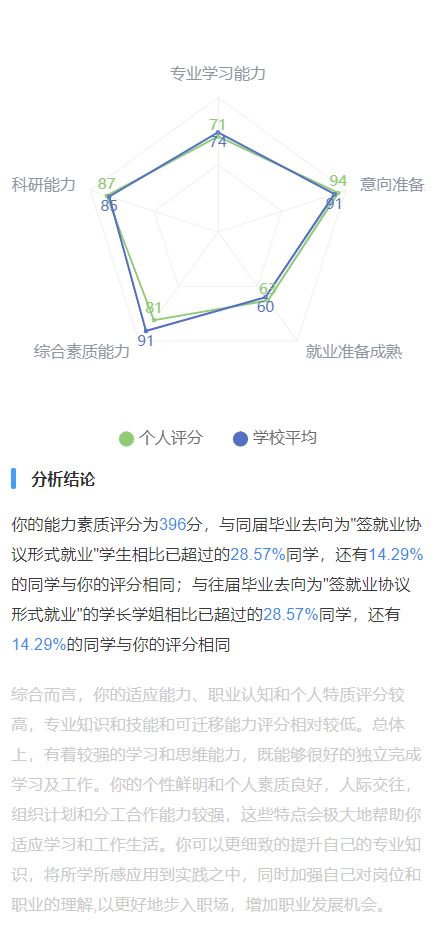 专业学习能力
71
74
科研能力
87
85
94
91
意向准备
81
91
63
60
综合素质能力
就业准备成熟
个人评分
学校平均
分析结论
你的能力素质评分为396分，与同届毕业去向为"签就业协
议形式就业"学生相比已超过的28.57%同学，还有14.29%
的同学与你的评分相同；与往届毕业去向为"签就业协议
形式就业"的学长学姐相比已超过的28.57%同学，还有
14.29%的同学与你的评分相同
综合而言，你的适应能力、职业认知和个人特质评分较
高，专业知识和技能和可迁移能力评分相对较低。总体
上，有着较强的学习和思维能力，既能够很好的独立完成
学习及工作。你的个性鲜明和个人素质良好，人际交往，
组织计划和分工合作能力较强，这些特点会极大地帮助你
适应学习和工作生活。你可以更细致的提升自己的专业知
识，将所学所感应用到实践之中，同时加强自己对岗位和
职业的理解,以更好地步入职场，增加职业发展机会。